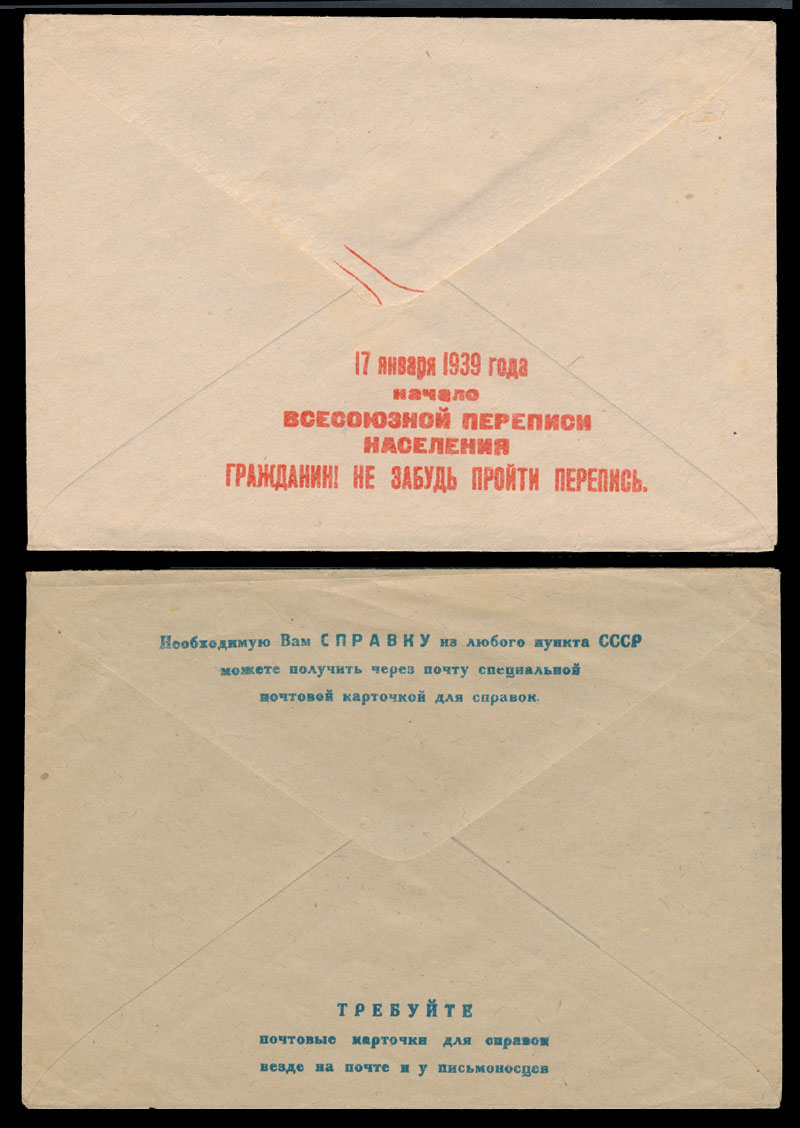 17 января 1939 года
начало
ВСЕСОЮЗНОЙ ПЕРЕПИСИ
НАСЕЛЕНИЯ
ГРАЖДАНИН! НЕ ЗАБУДЬ ПРОЙТИ ПЕРЕПИСЬ.
Необходимую Вам СПРАВКУ из любого пункта СССР
можете получить через почту специальной
почтовой карточкой для справок.
ТРЕБУЙТЕ
почтовые карточки для справок
везде на почте и у письмоносцев